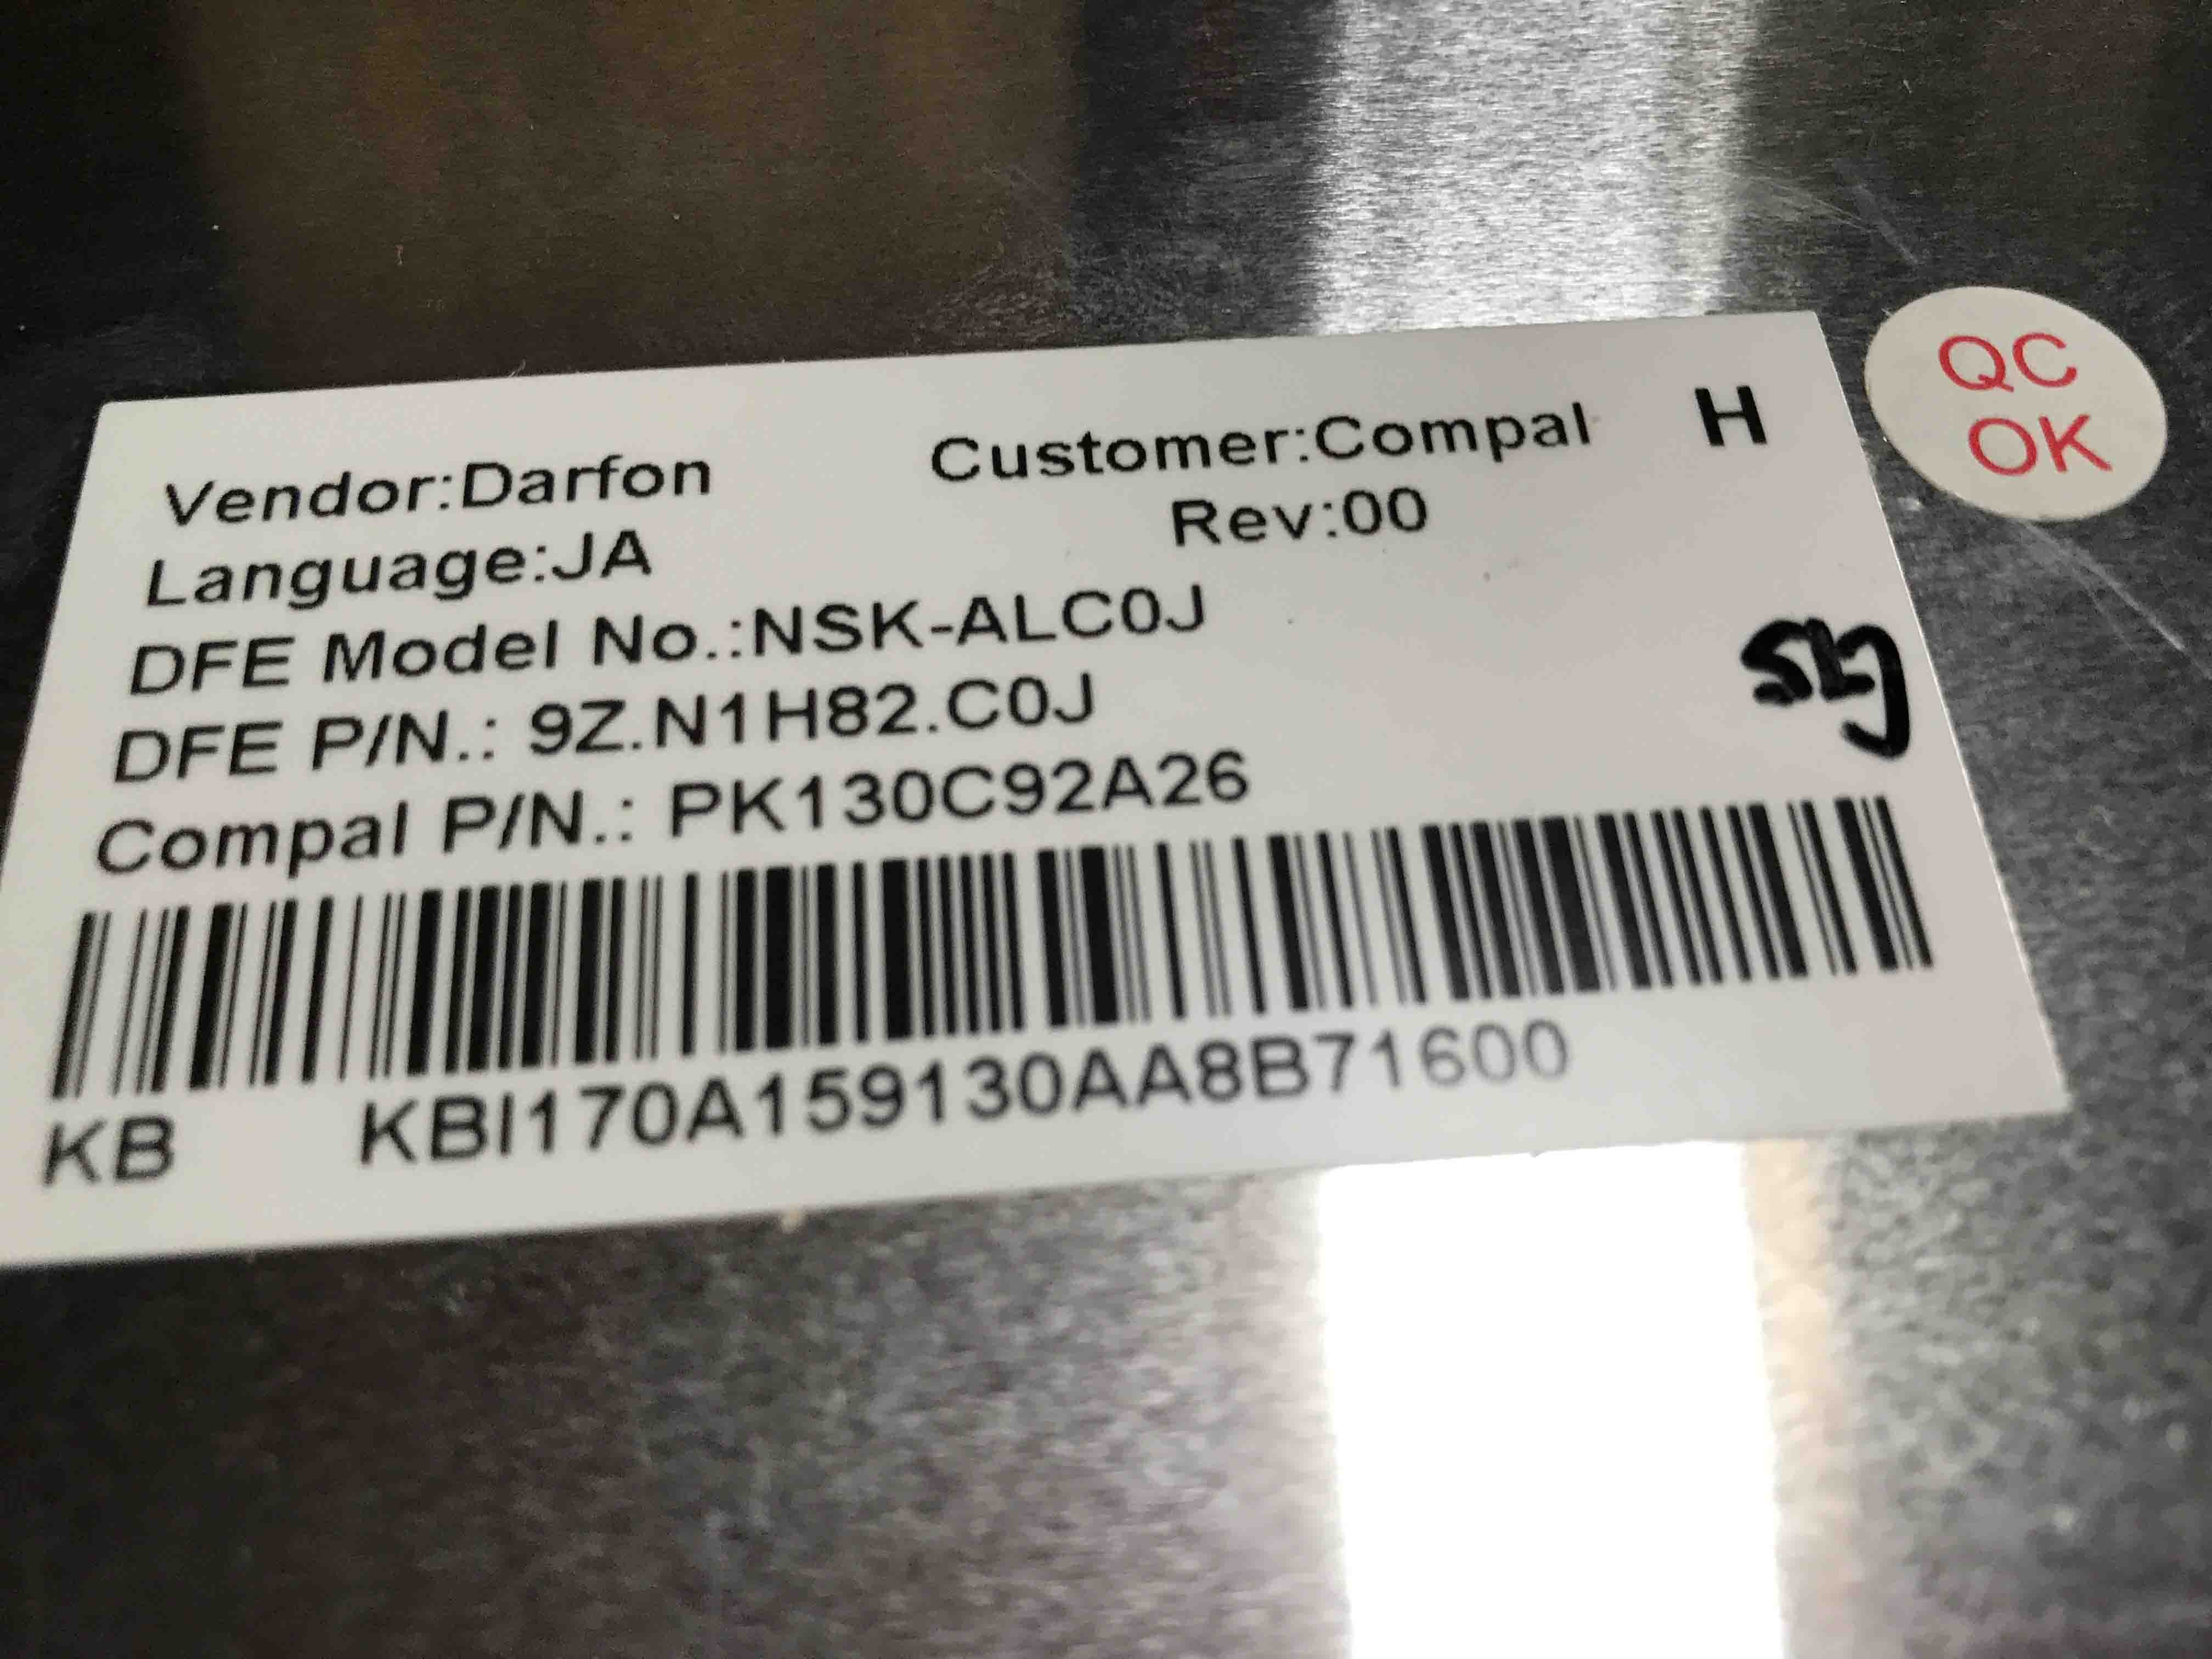 Vendor:Darfon Customer:Compal H
Language:JA Rev:00
DFE Model No.:NSK-ALC0J
DFE P/N.: 9Z.N1H82.C0J
Compal P/N.: PK130C92A26
KB KBI170A159130AA8B71600
QC
OK